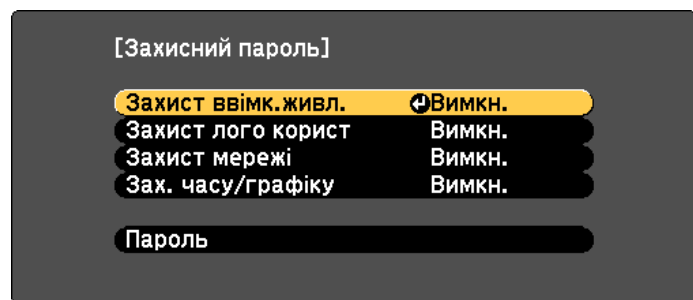 [Захисний пароль]
Захист ввімк.живл. Вимкн.
Захист лого корист Вимкн.
Захист мережі Вимкн.
Зах. часу/графіку Вимкн.
Пароль